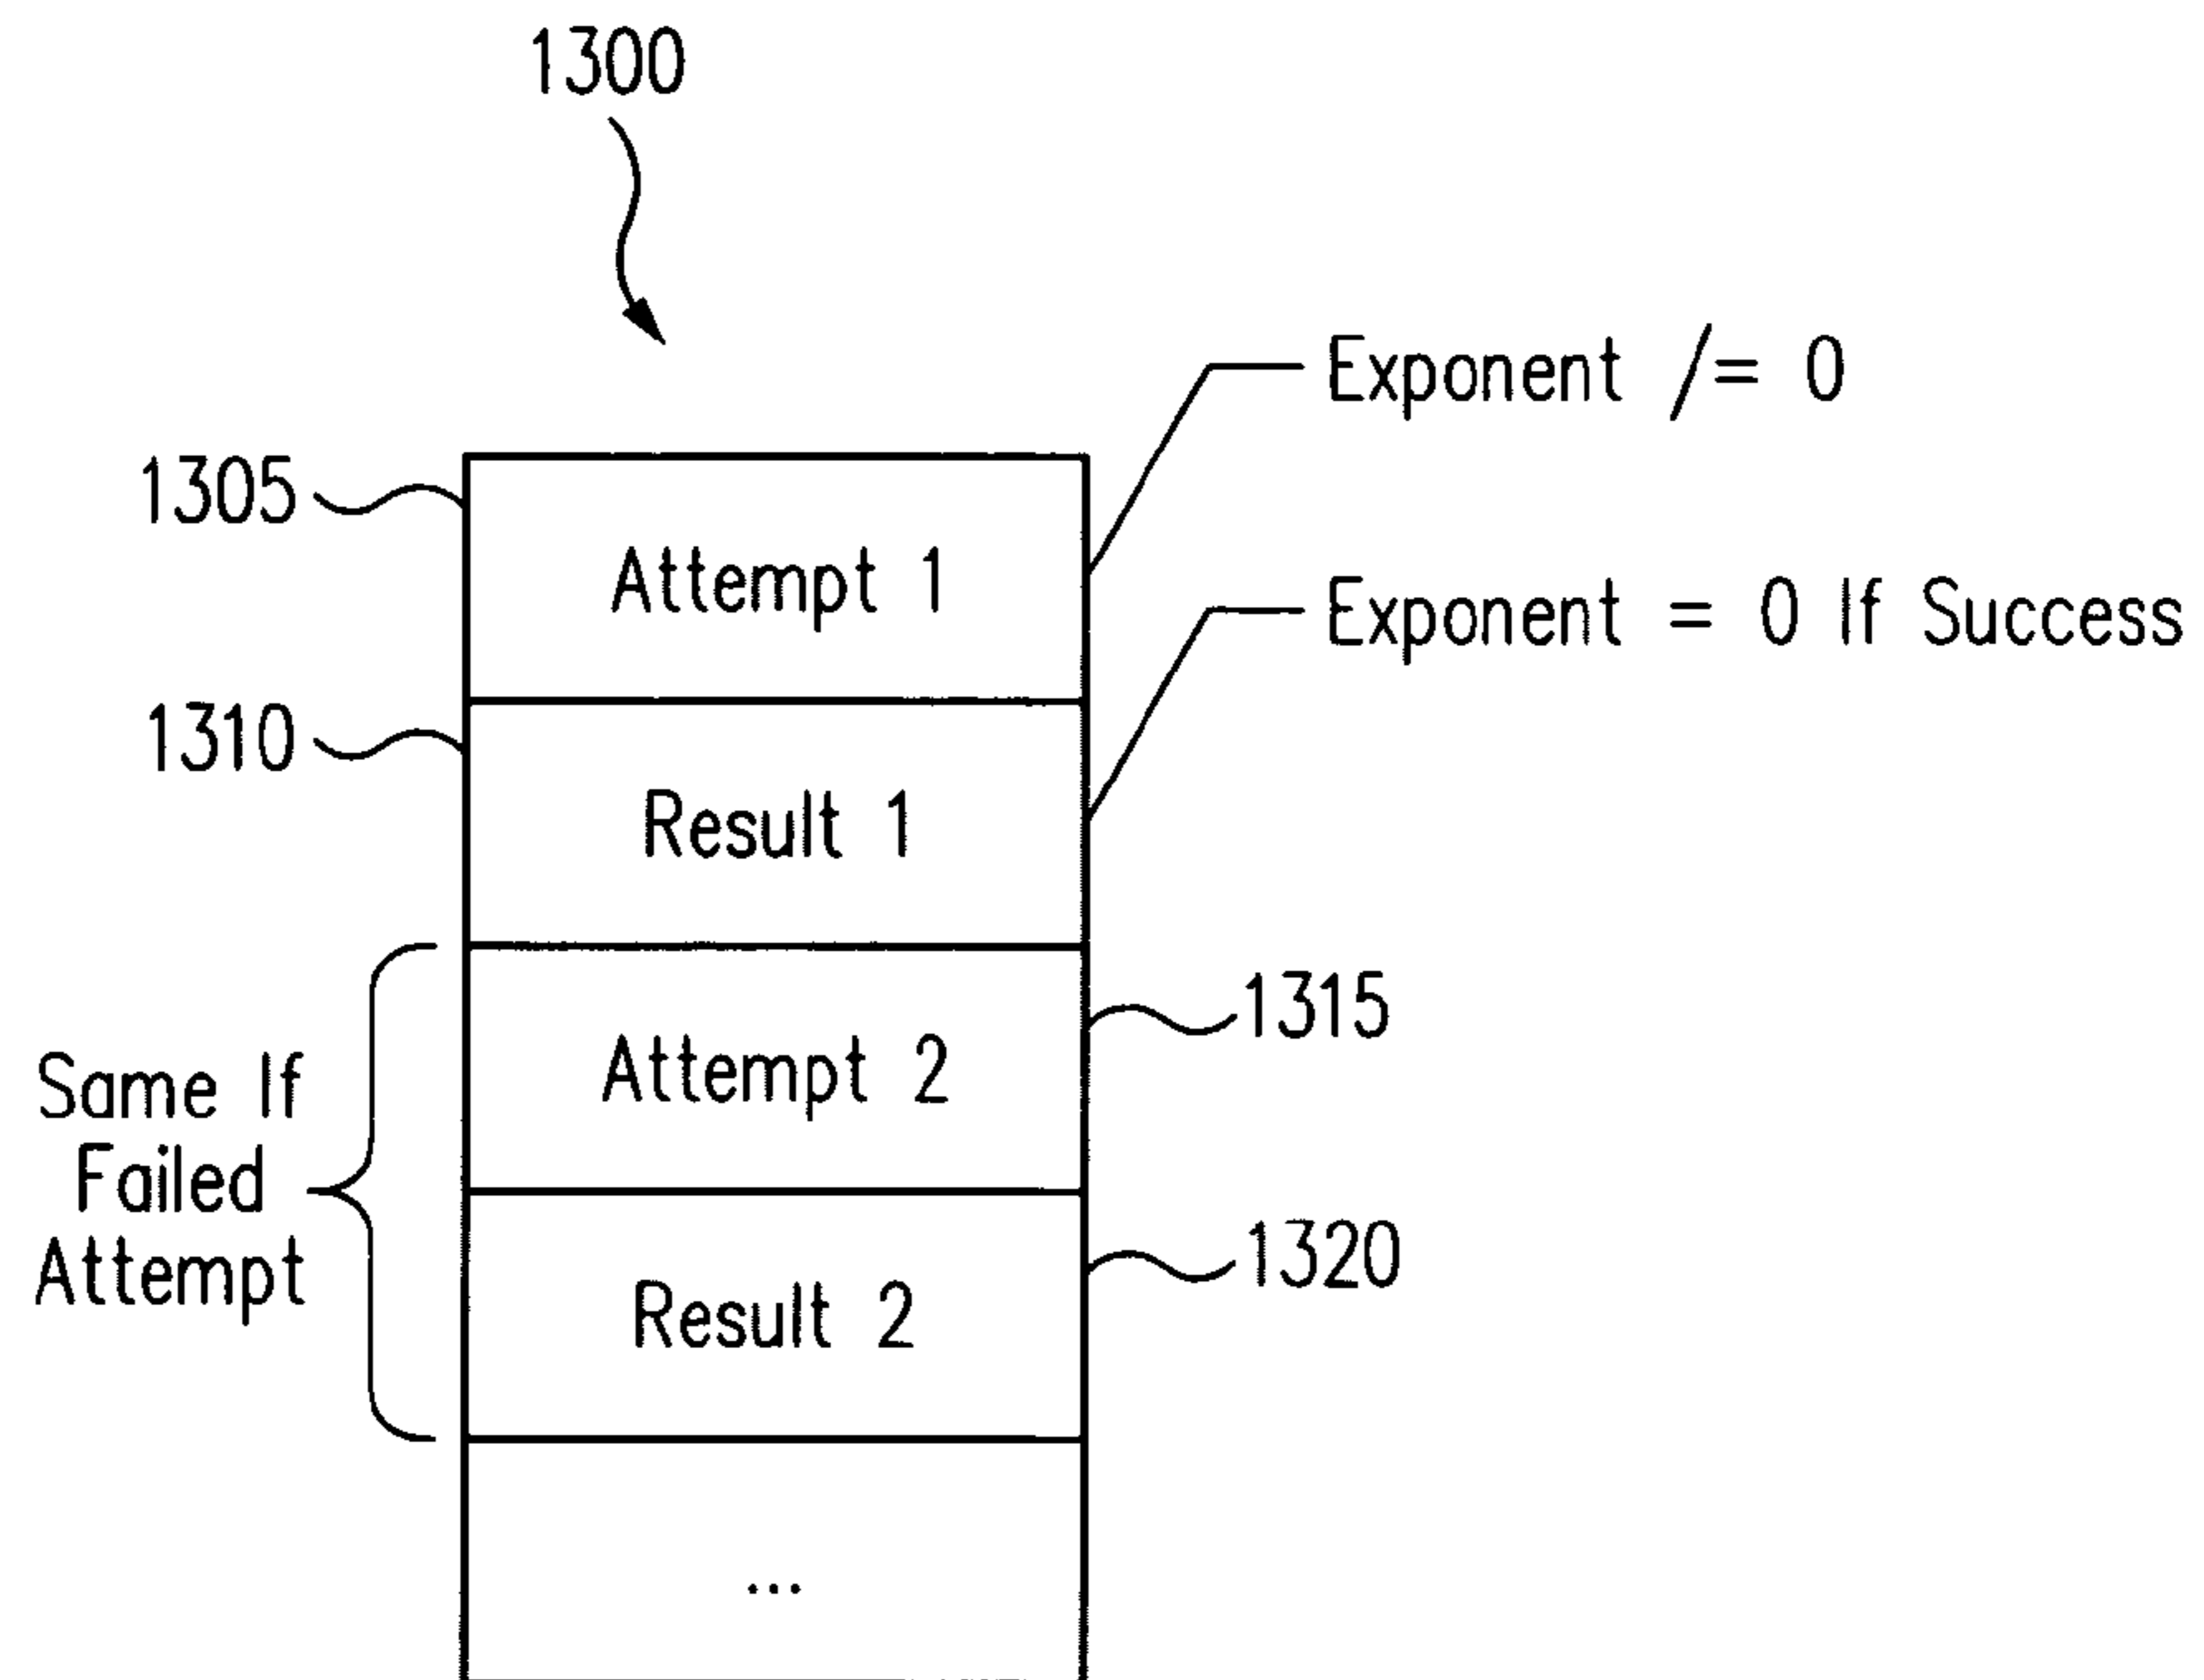 1300
Exponent /= 0
1305
Attempt 1
Exponent = 0 If Success
1310
Result 1
1315
Attempt 2
Same If
Failed
Attempt
1320
Result 2
...